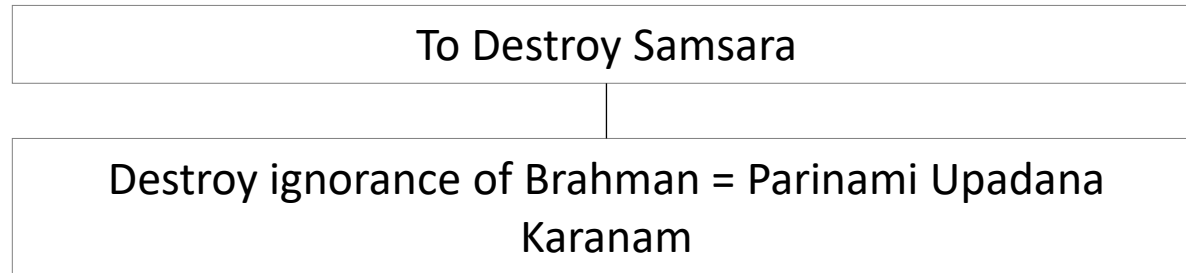 To Destroy Samsara
Destroy ignorance of Brahman = Parinami Upadana
Karanam